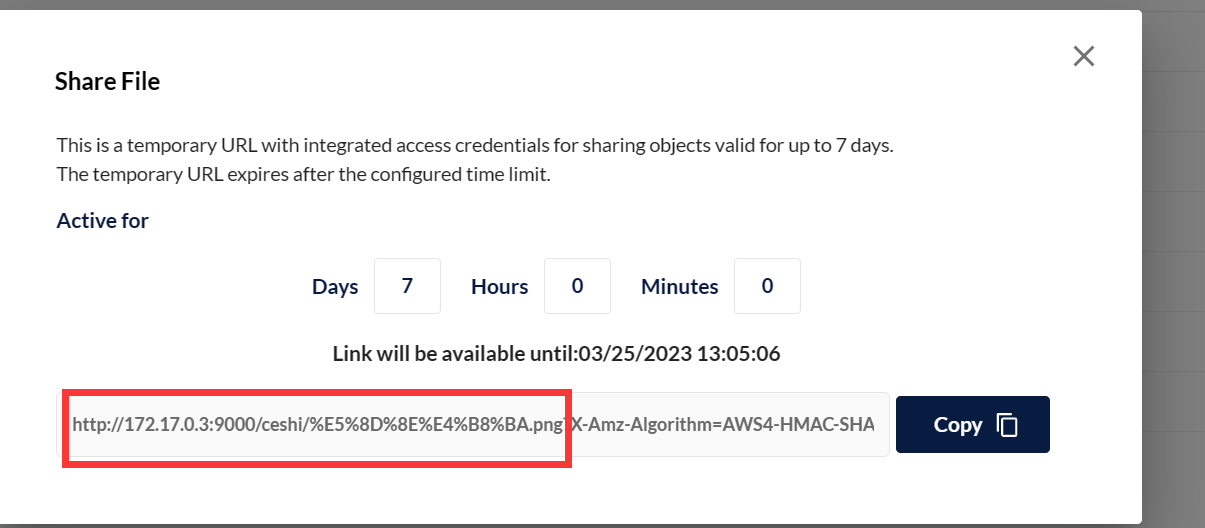 Share File
This is a temporary URL with integrated access credentials for sharing objects valid for up to 7 days.
The temporary URL expires after the configured time limit.
Active for
Days 7 Hours 0 Minutes 0
Link will be available until:03/25/2023 13:05:06
http://172.17.0.3:9000/ceshi/%E5%8D%8E%E4%B8%BA.png?X-Amz-Algorithm=AWS4-HMAC-SHA Copy